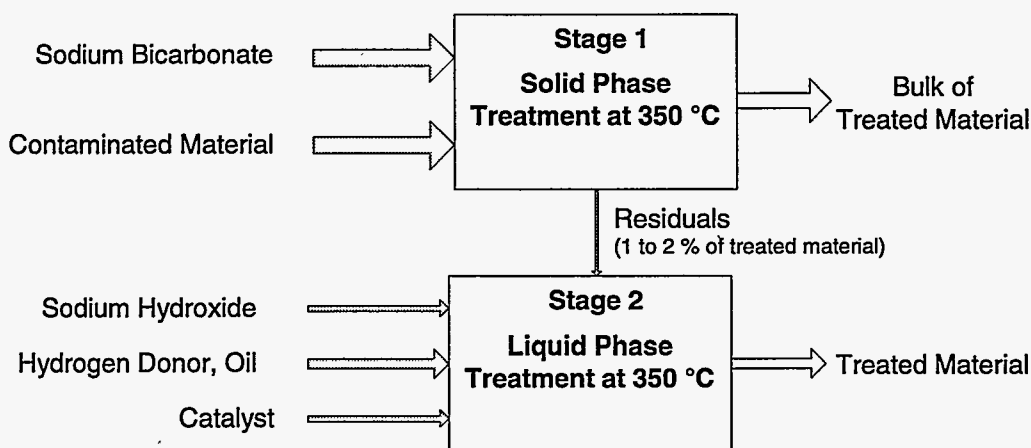 Sodium Bicarbonate
Contaminated Material
Stage 1
Solid Phase
Treatment at 350 °C
Bulk of
Treated Material
Residuals
(1 to 2 % of treated material)
Sodium Hydroxide
Hydrogen Donor, Oil
Catalyst
Stage 2
Liquid Phase
Treatment at 350 °C
Treated Material